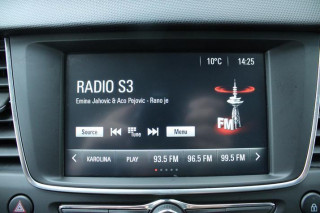 10°C 14:25
RADIO S3
Emina Jahovic & Aco Pejovic - Rano je
FM
Source Tune Menu
KAROLINA PLAY 93.5 FM 96.5 FM 99.5 FM